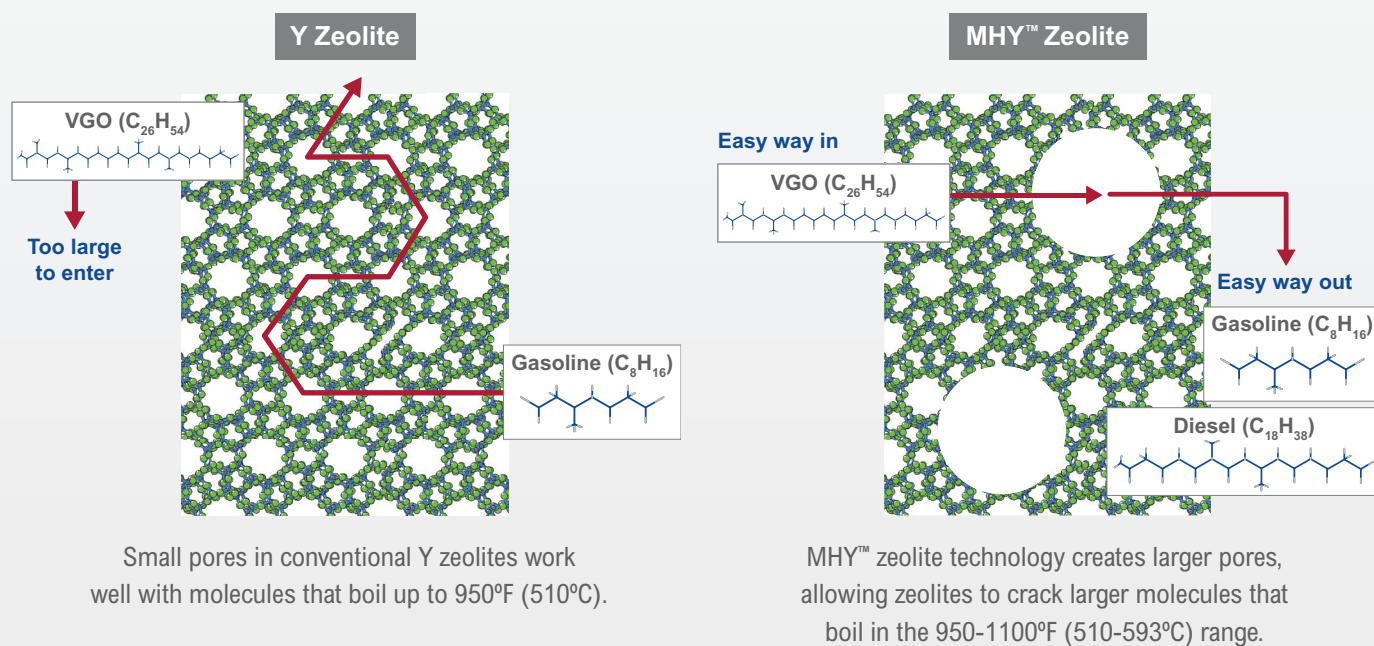 Y Zeolite
VGO (C₂₆H₅₄)
Too large
to enter
Gasoline (C₈H₁₆)
Small pores in conventional Y zeolites work
well with molecules that boil up to 950ºF (510ºC).
MHY™ Zeolite
Easy way in
VGO (C₂₆H₅₄)
Easy way out
Gasoline (C₈H₁₆)
Diesel (C₁₈H₃₈)
MHY™ zeolite technology creates larger pores,
allowing zeolites to crack larger molecules that
boil in the 950-1100ºF (510-593ºC) range.